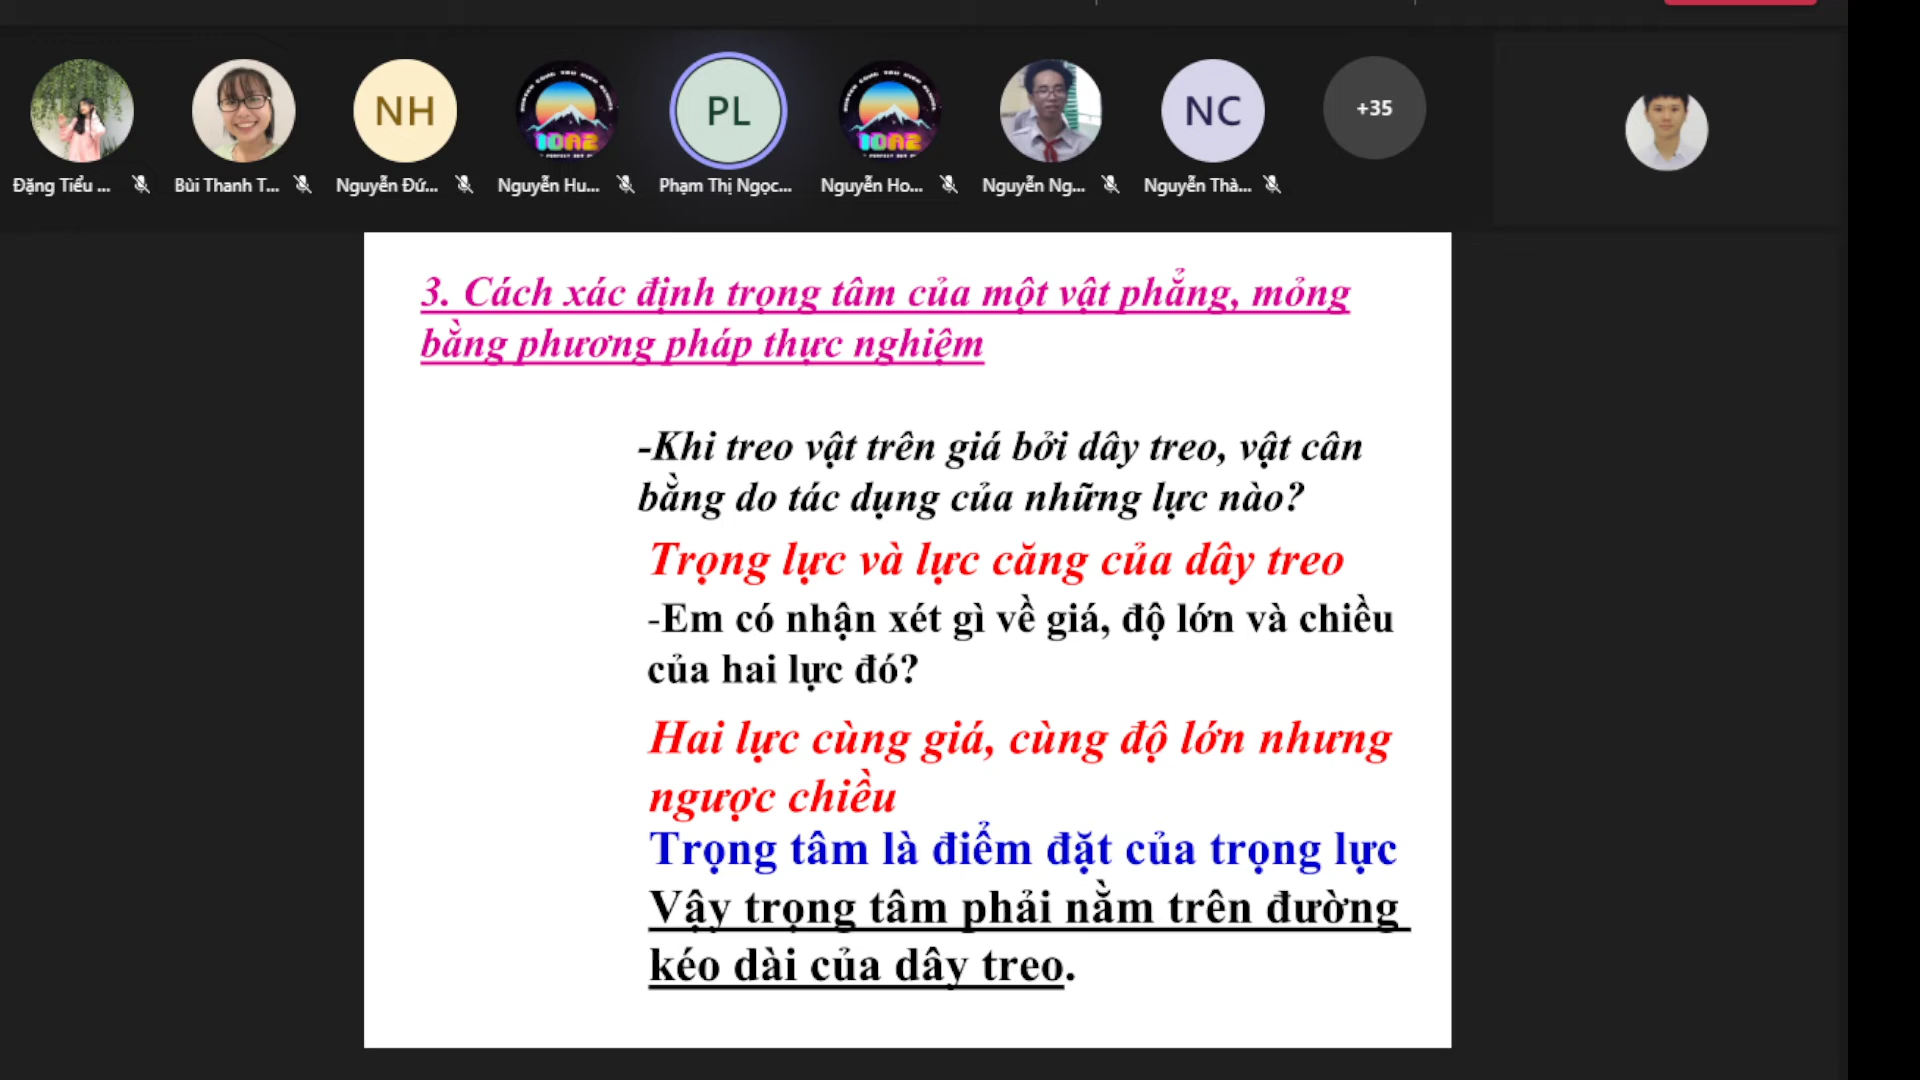 NH
PL
NC
+35
10A2
10A2
Đặng Tiểu ...
Bùi Thanh T...
Nguyễn Đứ...
Nguyễn Hu...
Phạm Thị Ngọc...
Nguyễn Ho...
Nguyễn Ng...
Nguyễn Thà...
3. Cách xác định trọng tâm của một vật phẳng, mỏng
bằng phương pháp thực nghiệm
-Khi treo vật trên giá bởi dây treo, vật cân
bằng do tác dụng của những lực nào?
Trọng lực và lực căng của dây treo
-Em có nhận xét gì về giá, độ lớn và chiều
của hai lực đó?
Hai lực cùng giá, cùng độ lớn nhưng
ngược chiều
Trọng tâm là điểm đặt của trọng lực
Vậy trọng tâm phải nằm trên đường
kéo dài của dây treo.